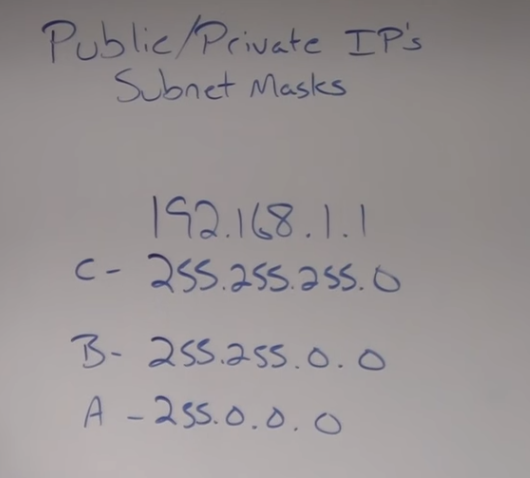 Public/Private IP's
Subnet Masks
192.168.1.1
C- 255.255.255.0
B- 255.255.0.0
A - 255.0.0.0